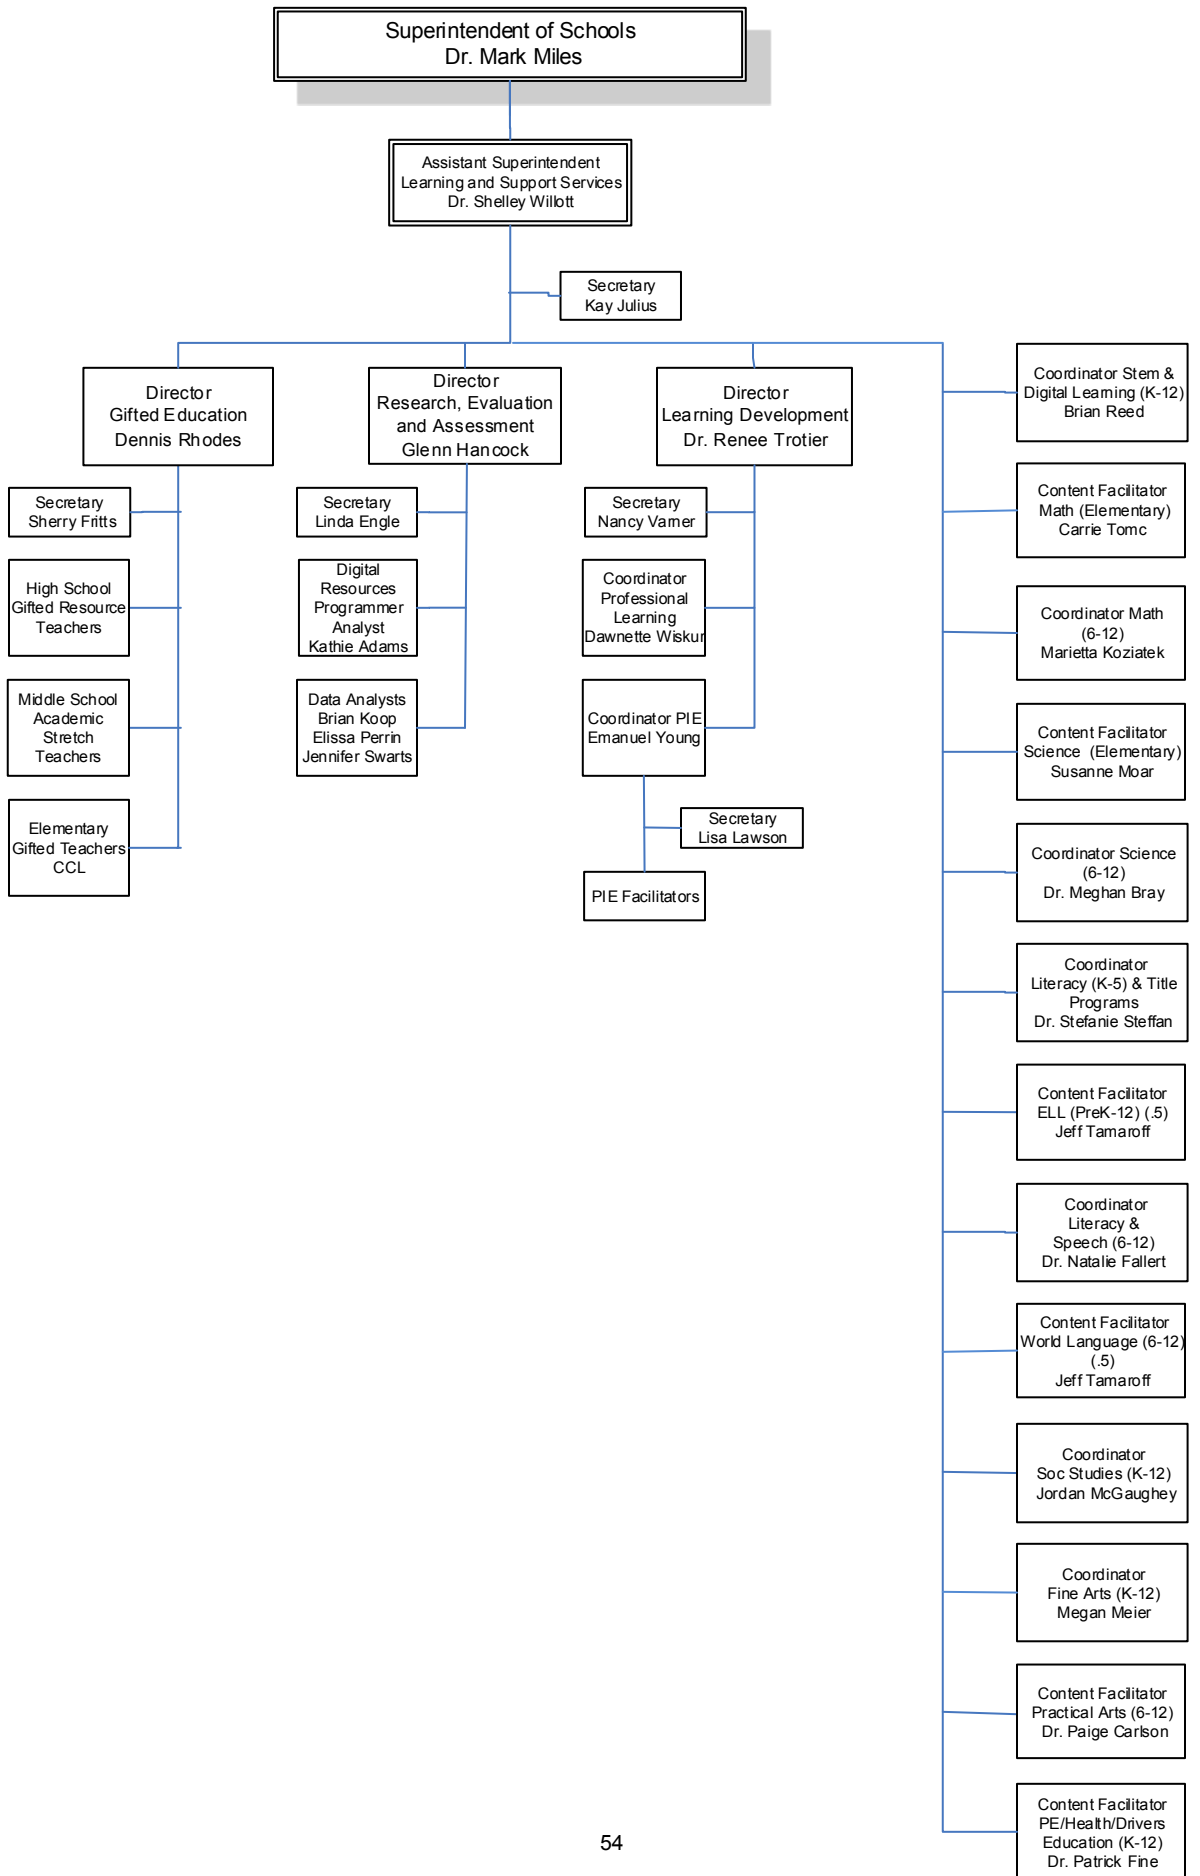 Superintendent of Schools
Dr. Mark Miles
Assistant Superintendent
Learning and Support Services
Dr. Shelley Willott
Secretary
Kay Julius
Director
Gifted Education
Dennis Rhodes
Secretary
Sherry Fritts
High School
Gifted Resource
Teachers
Middle School
Academic
Stretch
Teachers
Elementary
Gifted Teachers
CCL
Director
Research, Evaluation
and Assessment
Glenn Hancock
Secretary
Linda Engle
Digital
Resources
Programmer
Analyst
Kathie Adams
Data Analysts
Brian Koop
Elissa Perrin
Jennifer Swarts
Director
Learning Development
Dr. Renee Trotier
Secretary
Nancy Varner
Coordinator
Professional
Learning
Dawnette Wiskur
Coordinator PIE
Emanuel Young
Secretary
Lisa Lawson
PIE Facilitators
Coordinator Stem &
Digital Learning (K-12)
Brian Reed
Content Facilitator
Math (Elementary)
Carrie Tomc
Coordinator Math
(6-12)
Marietta Koziatek
Content Facilitator
Science (Elementary)
Susanne Moar
Coordinator Science
(6-12)
Dr. Meghan Bray
Coordinator
Literacy (K-5) & Title
Programs
Dr. Stefanie Steffan
Content Facilitator
ELL (PreK-12) (.5)
Jeff Tamaroff
Coordinator
Literacy &
Speech (6-12)
Dr. Natalie Fallert
Content Facilitator
World Language (6-12)
(.5)
Jeff Tamaroff
Coordinator
Soc Studies (K-12)
Jordan McGaughey
Coordinator
Fine Arts (K-12)
Megan Meier
Content Facilitator
Practical Arts (6-12)
Dr. Paige Carlson
Content Facilitator
PE/Health/Drivers
Education (K-12)
Dr. Patrick Fine
54